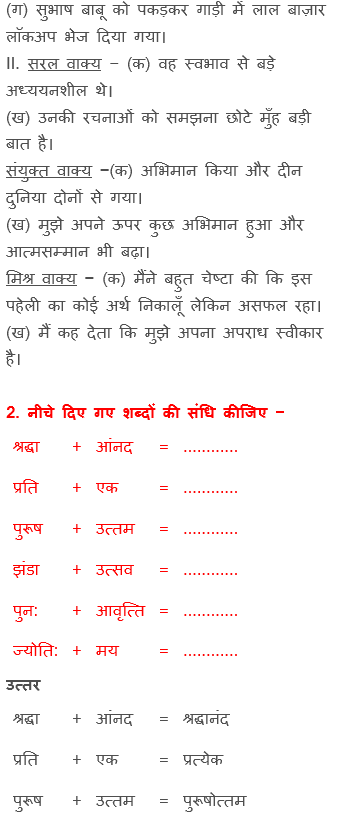 (ग) सुभाष बाबू को पकड़कर गाड़ी में लाल बाज़ार
लॉकअप भेज दिया गया।
II. सरल वाक्य − (क) वह स्वभाव से बड़े
अध्ययनशील थे।
(ख) उनकी रचनाओं को समझना छोटे मुँह बड़ी
बात है।
संयुक्त वाक्य −(क) अभिमान किया और दीन
दुनिया दोनों से गया।
(ख) मुझे अपने ऊपर कुछ अभिमान हुआ और
आत्मसम्मान भी बढ़ा।
मिश्र वाक्य − (क) मैंने बहुत चेष्टा की कि इस
पहेली का कोई अर्थ निकालूँ लेकिन असफल रहा।
(ख) मैं कह देता कि मुझे अपना अपराध स्वीकार
है।
2. नीचे दिए गए शब्दों की संधि कीजिए −
श्रद्धा + आंनद = ............
प्रति + एक = ............
पुरूष + उत्तम = ............
झंडा + उत्सव = ............
पुन: + आवृत्ति = ............
ज्योति: + मय = ............
उत्तर
श्रद्धा + आंनद = श्रद्धानंद
प्रति + एक = प्रत्येक
पुरूष + उत्तम = पुरूषोत्तम